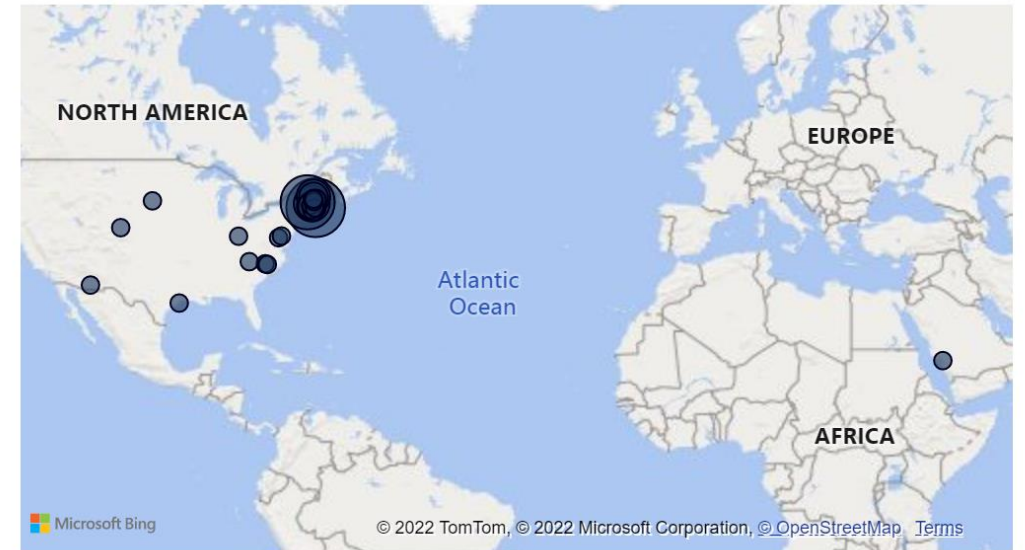 NORTH AMERICA
EUROPE
Atlantic
Ocean
AFRICA
Microsoft Bing
© 2022 TomTom, © 2022 Microsoft Corporation, © OpenStreetMap Terms